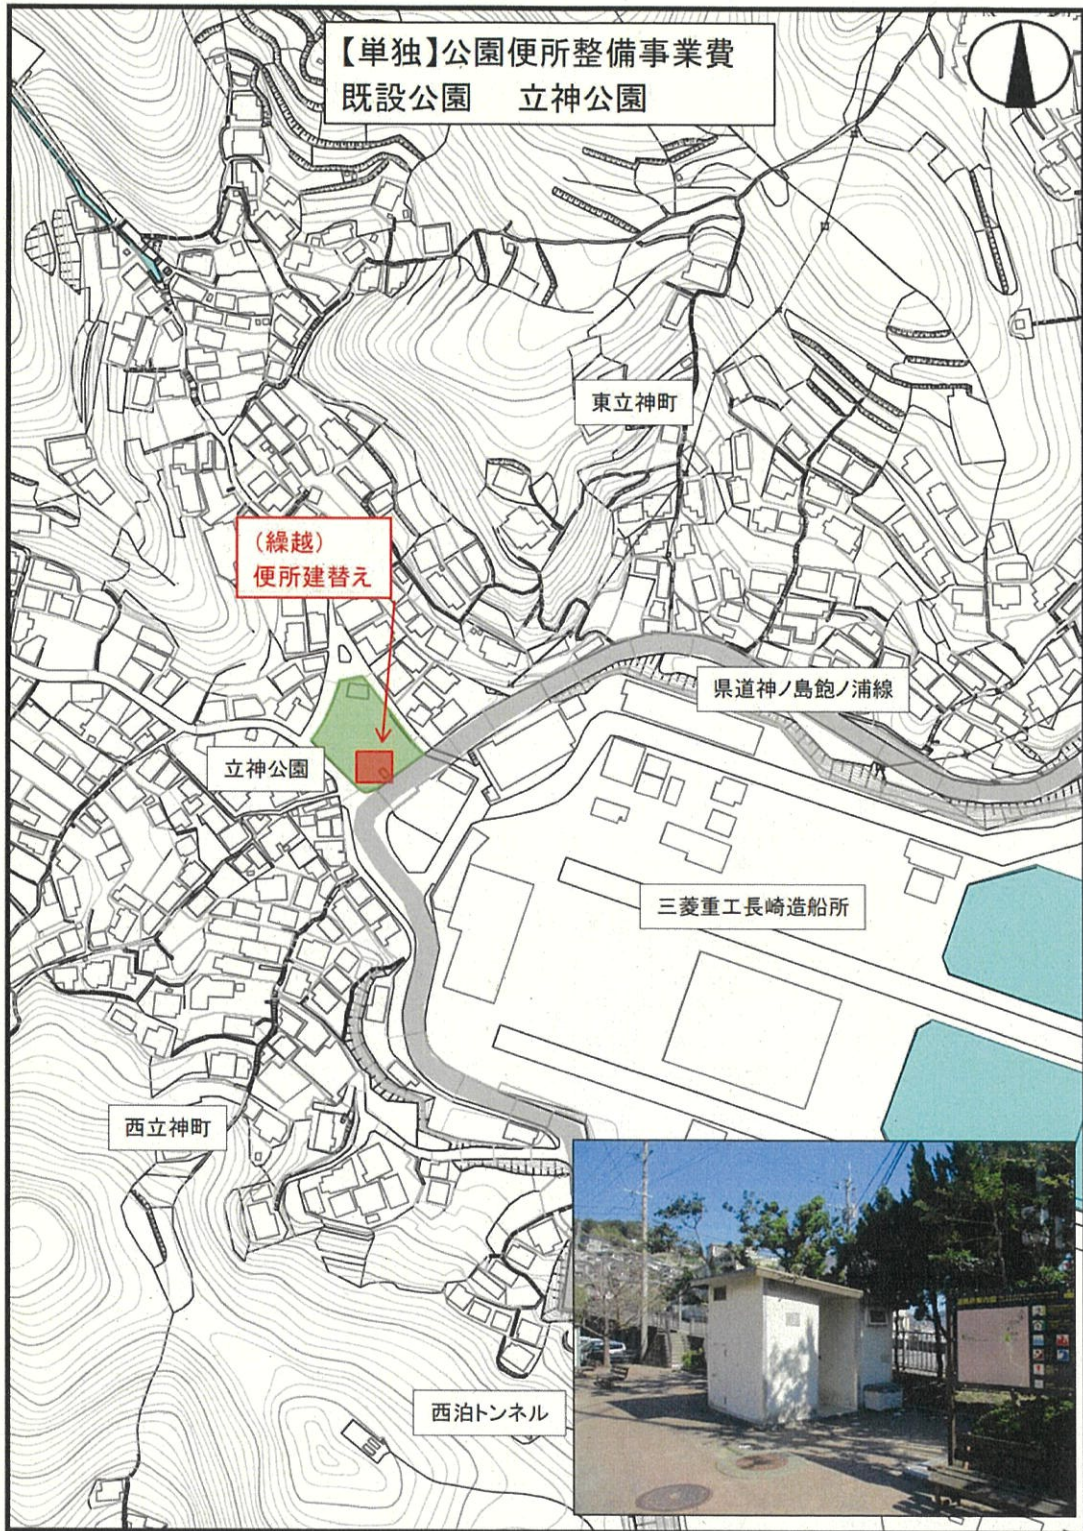 【単独】公園便所整備事業費
既設公園　立神公園
東立神町
(繰越)
便所建替え
県道神ノ島飽ノ浦線
立神公園
三菱重工長崎造船所
西立神町
西泊トンネル